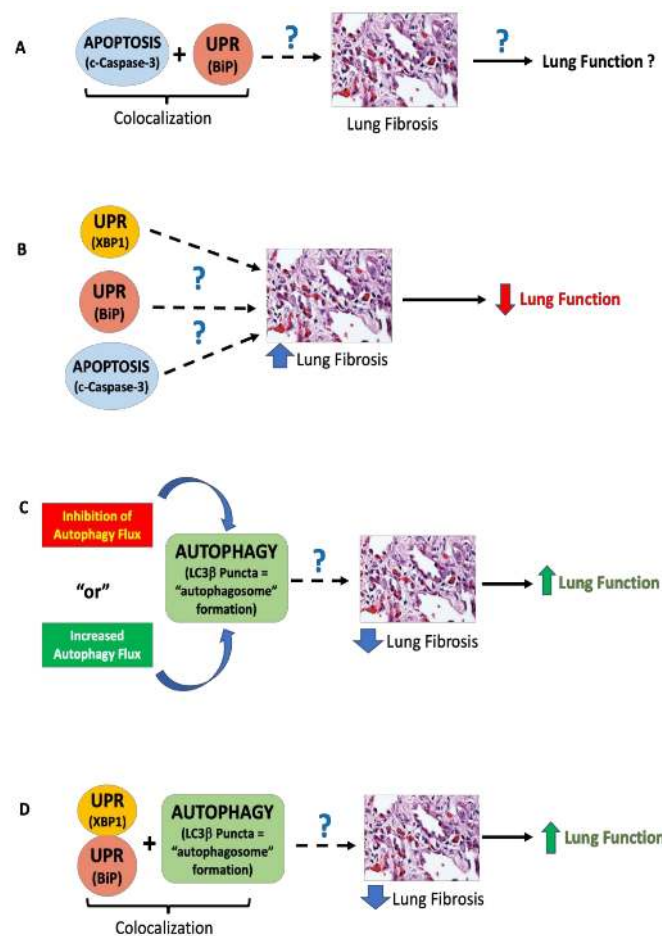 A
APOPTOSIS
(c-Caspase-3)
+
UPR
(BiP)
?
?
Lung Function ?
Colocalization
Lung Fibrosis
B
UPR
(XBP1)
?
UPR
(BiP)
?
APOPTOSIS
(c-Caspase-3)
Lung Fibrosis
Lung Function
C
Inhibition of
Autophagy Flux
"or"
Increased
Autophagy Flux
AUTOPHAGY
(LC3β Puncta =
"autophagosome"
formation)
?
Lung Fibrosis
Lung Function
D
UPR
(XBP1)
UPR
(BiP)
+
AUTOPHAGY
(LC3β Puncta =
"autophagosome"
formation)
?
Colocalization
Lung Fibrosis
Lung Function